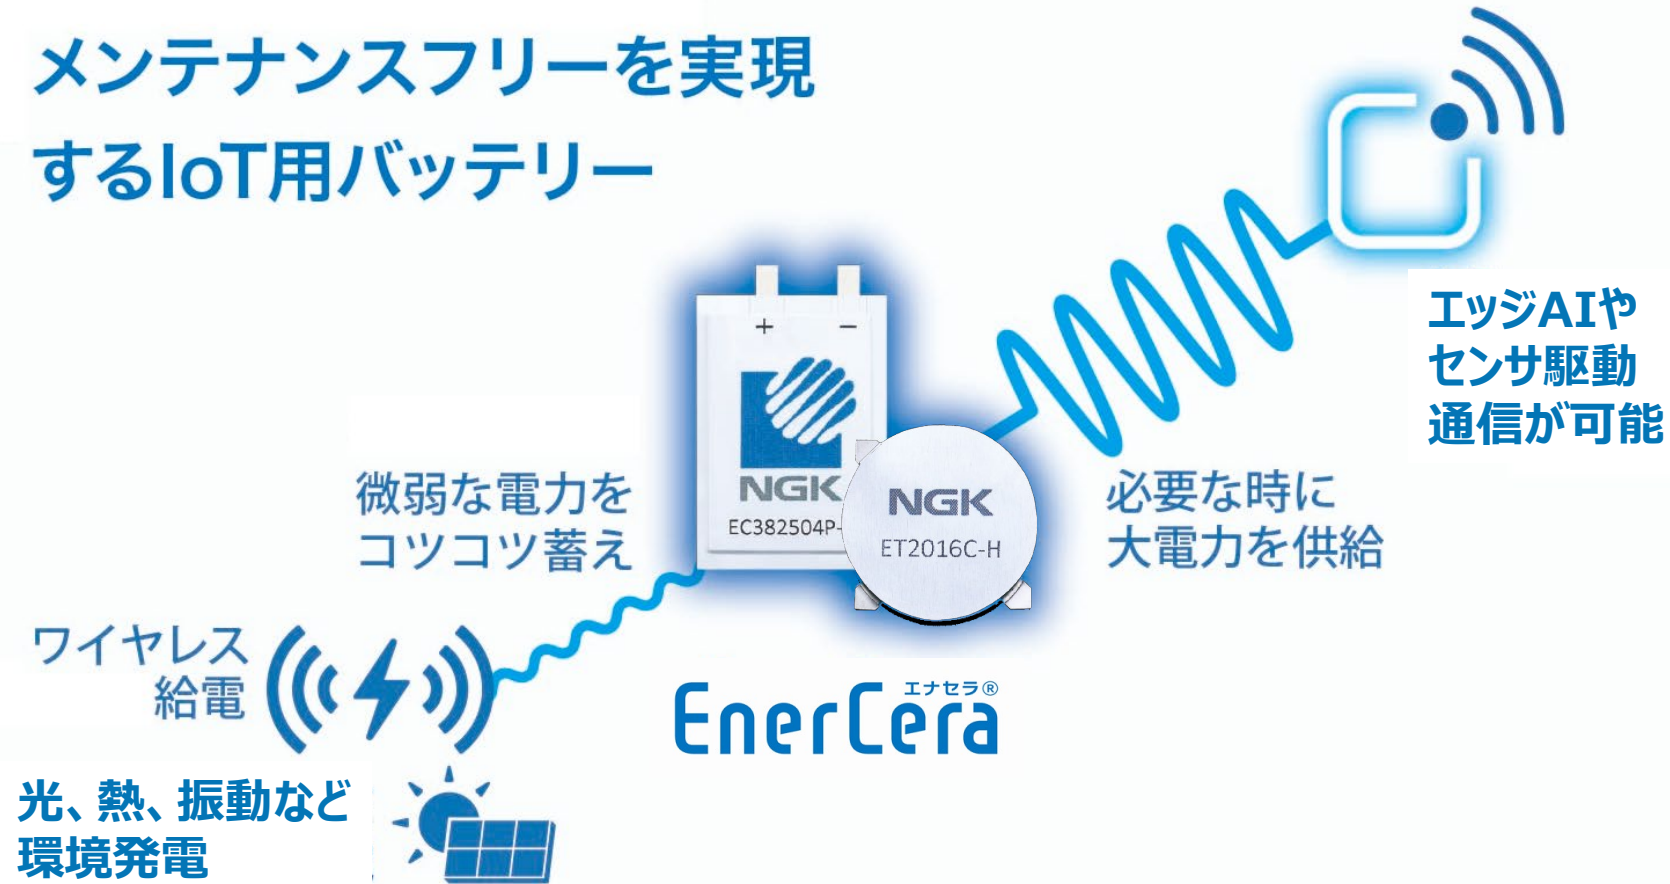 メンテナンスフリーを実現
するIoT用バッテリー
エッジAIや
センサ駆動
通信が可能
+ −
NGK
EC382504P-
NGK
ET2016C-H
微弱な電力を
コツコツ蓄え
必要な時に
大電力を供給
ワイヤレス
給電
エナセラ®
EnerCera
光、熱、振動など
環境発電